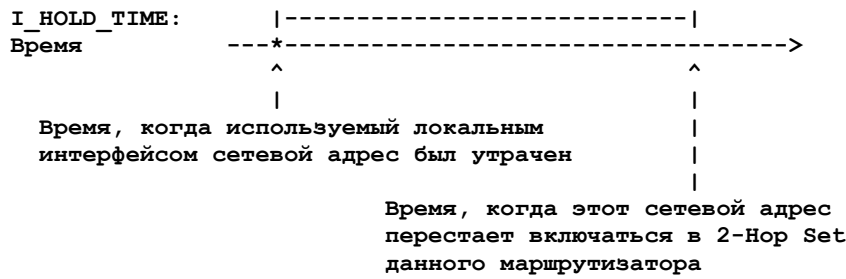 I_HOLD_TIME:      |----------------------------|
Время          ---*----------------------------------->
                  ^                            ^
                  |                            |
  Время, когда используемый локальным          |
  интерфейсом сетевой адрес был утрачен        |
                                               |
                          Время, когда этот сетевой адрес
                          перестает включаться в 2-Hop Set
                          данного маршрутизатора